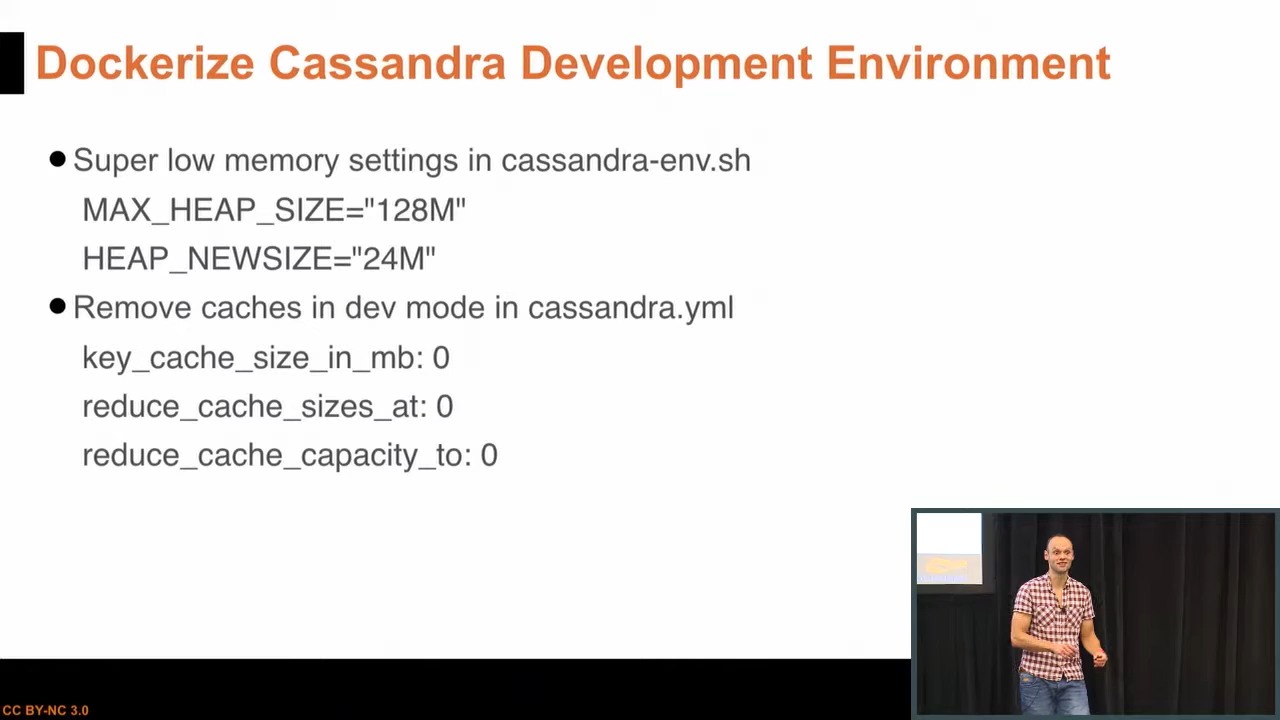 Dockerize Cassandra Development Environment
● Super low memory settings in cassandra-env.sh
MAX_HEAP_SIZE="128M"
HEAP_NEWSIZE="24M"
● Remove caches in dev mode in cassandra.yml
key_cache_size_in_mb: 0
reduce_cache_sizes_at: 0
reduce_cache_capacity_to: 0
CC BY-NC 3.0